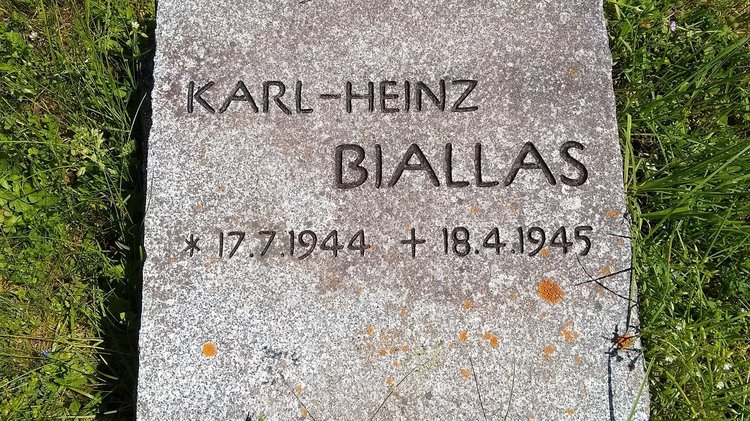 KARL-HEINZ
BIALLAS
* 17.7.1944 + 18.4.1945